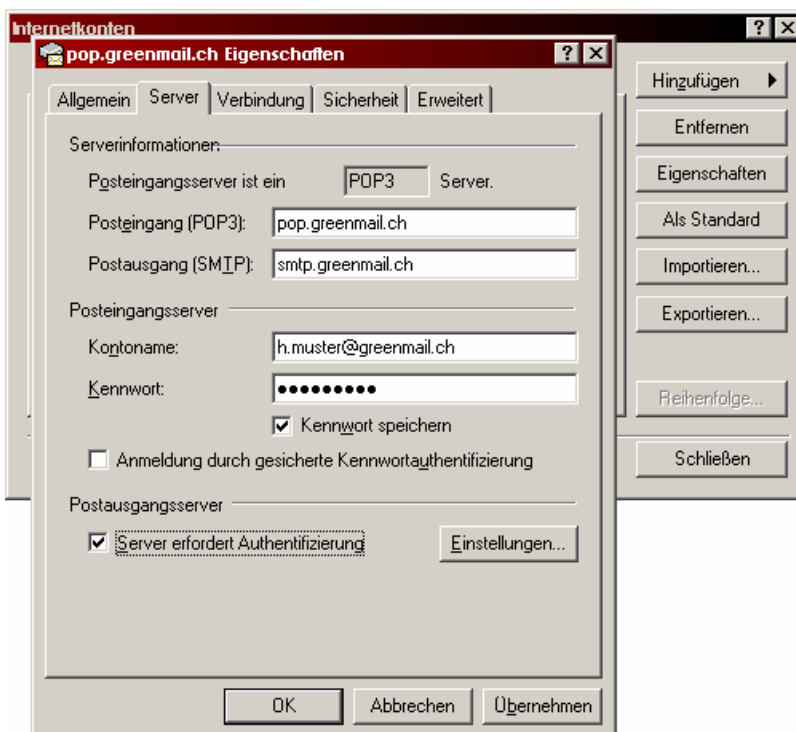 Internetkonten
pop.greenmail.ch Eigenschaften
Allgemein Server Verbindung Sicherheit Erweitert
Serverinformationen
Posteingangsserver ist ein POP3 Server.
Posteingang (POP3): pop.greenmail.ch
Postausgang (SMTP): smtp.greenmail.ch
Posteingangsserver
Kontoname: h.muster@greenmail.ch
Kennwort: ●●●●●●●●●
Kennwort speichern
Anmeldung durch gesicherte Kennwortauthentifizierung
Postausgangsserver
Server erfordert Authentifizierung Einstellungen...
OK Abbrechen Übernehmen
Hinzufügen
Entfernen
Eigenschaften
Als Standard
Importieren...
Exportieren...
Reihenfolge...
Schließen